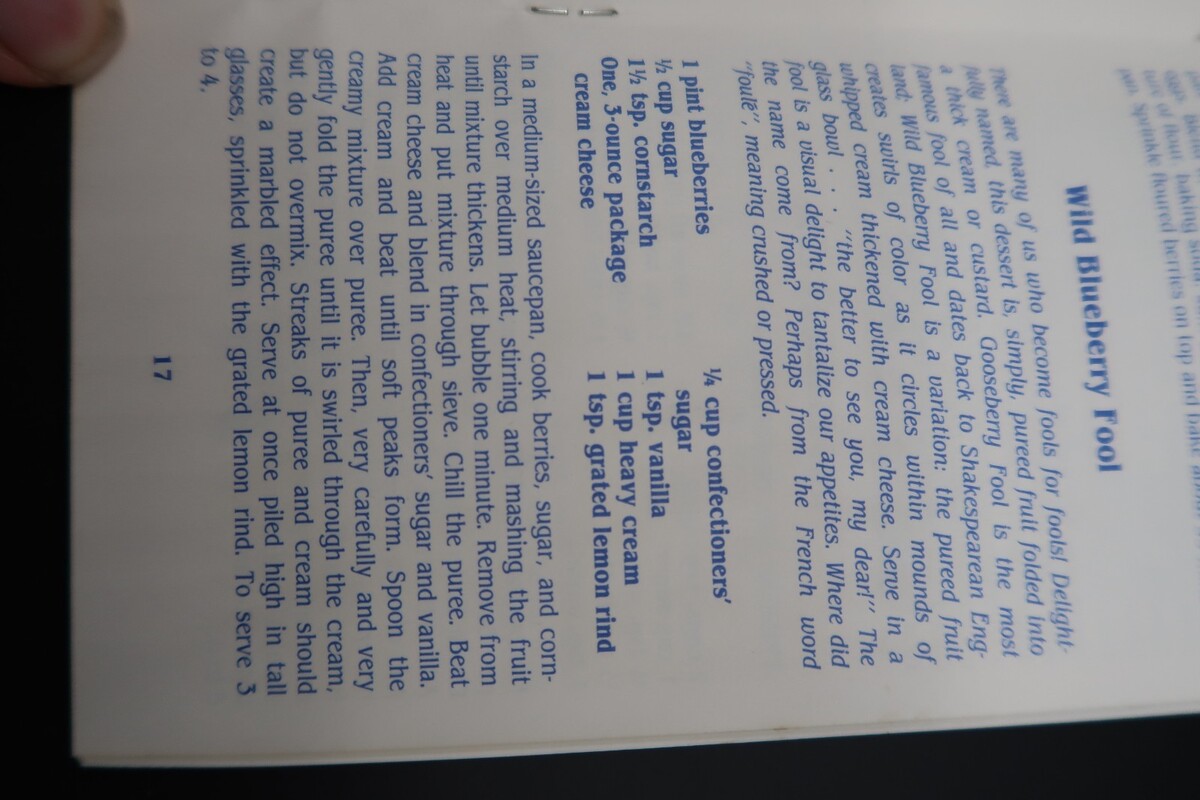 Wild Blueberry Fool
There are many of us who become fools for fools! Delight-
fully named, this dessert is, simply, pureed fruit folded into
a thick cream or custard. Gooseberry Fool is the most
famous fool of all and dates back to Shakespearean Eng-
land: Wild Blueberry Fool is a variation: the pureed fruit
creates swirls of color as it circles within mounds of
whipped cream thickened with cream cheese. Serve in a
glass bowl . . . "the better to see you, my dear!" The
fool is a visual delight to tantalize our appetites. Where did
the name come from? Perhaps from the French word
"foulé", meaning crushed or pressed.
1 pint blueberries
½ cup sugar
1½ tsp. cornstarch
One, 3-ounce package
cream cheese
¼ cup confectioners'
sugar
1 tsp. vanilla
1 cup heavy cream
1 tsp. grated lemon rind
In a medium-sized saucepan, cook berries, sugar, and corn-
starch over medium heat, stirring and mashing the fruit
until mixture thickens. Let bubble one minute. Remove from
heat and put mixture through sieve. Chill the puree. Beat
cream cheese and blend in confectioners' sugar and vanilla.
Add cream and beat until soft peaks form. Spoon the
creamy mixture over puree. Then, very carefully and very
gently fold the puree until it is swirled through the cream,
but do not overmix. Streaks of puree and cream should
create a marbled effect. Serve at once piled high in tall
glasses, sprinkled with the grated lemon rind. To serve 3
to 4.
17
pan. Sprinkle floured berries on top and